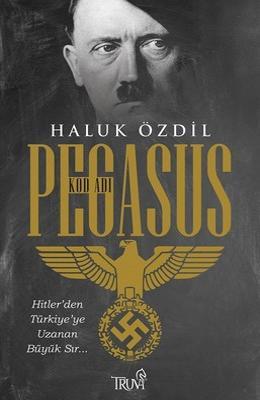 HALUK ÖZDİL
PEGASUS
KOD ADI
Hitler'den
Türkiye'ye
Uzanan
Büyük Sır...
TRUVA